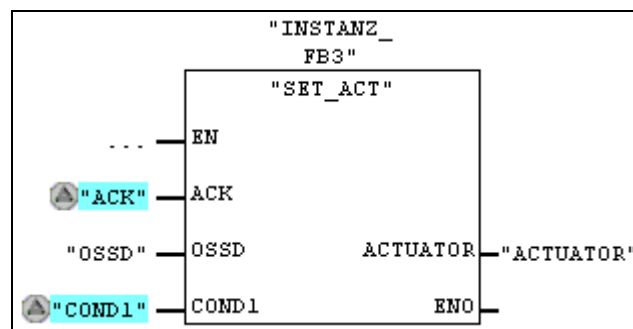 "INSTANZ_
FB3"
"SET_ACT"
... EN
"ACK" ACK
"OSSD" OSSD ACTUATOR "ACTUATOR"
"COND1" COND1 ENO